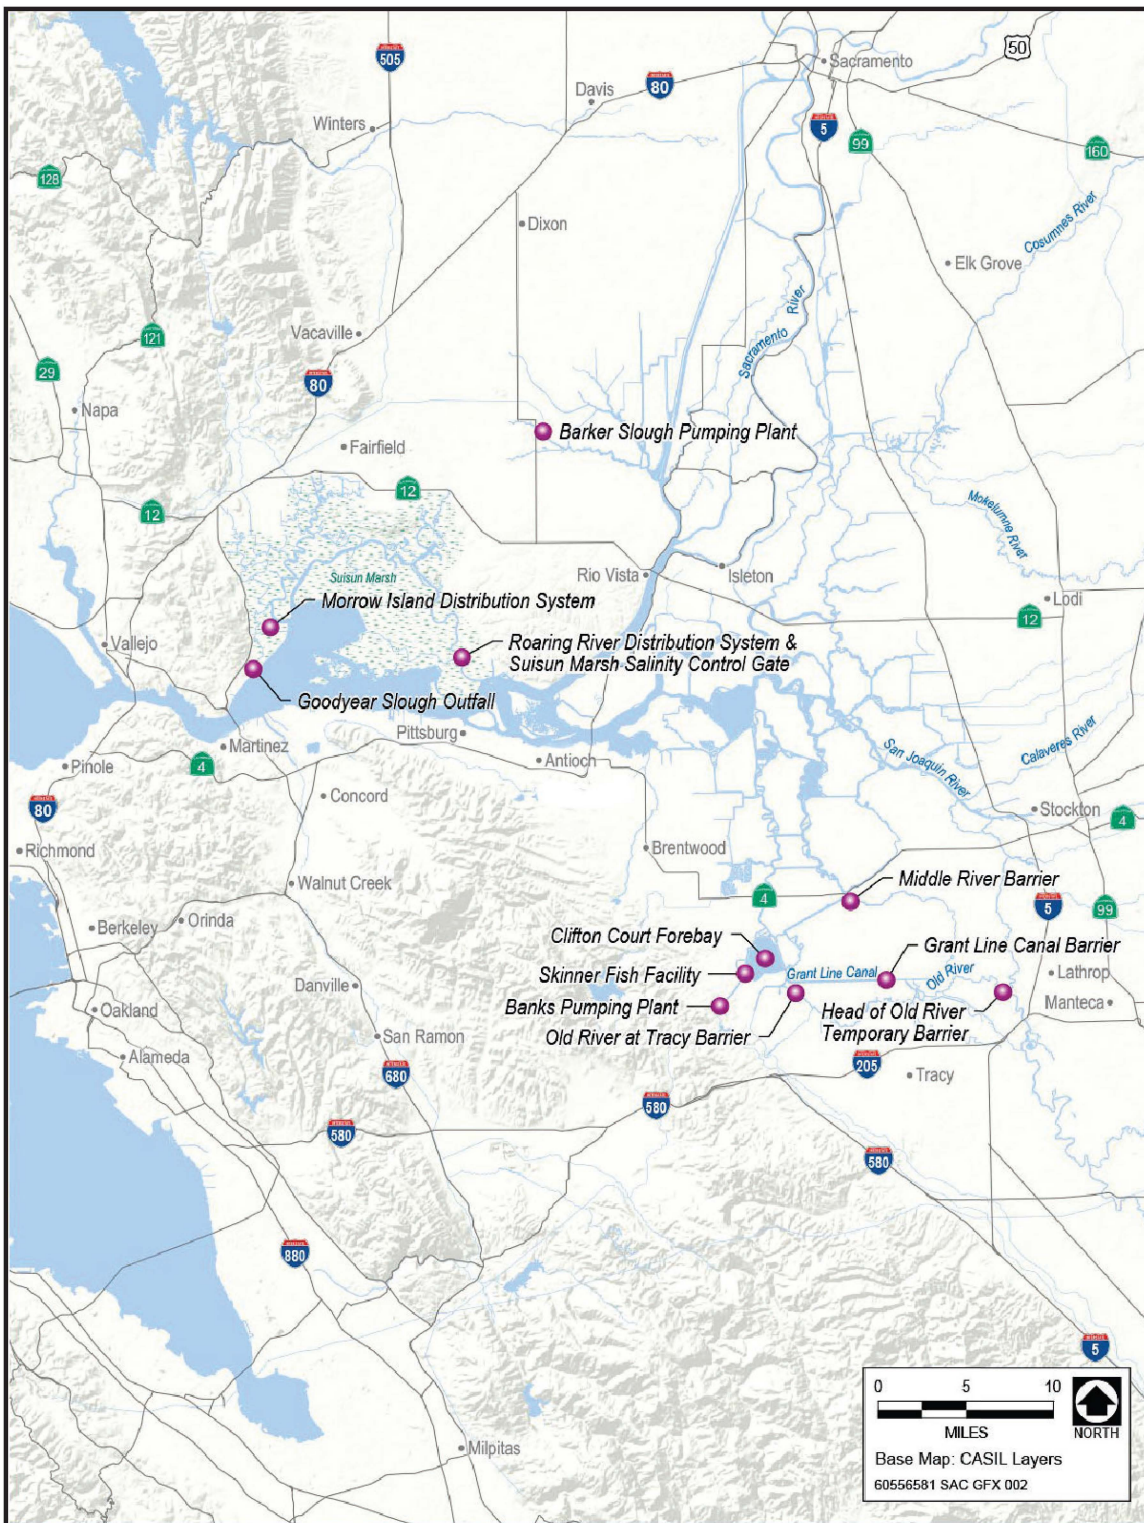 50
505
INTERSTATE
Sacramento
Davis
80
Winters
5
99
160
128
Cosumnes River
Dixon
Elk Grove
Sacramento River
121
Vacaville
29
80
Napa
Barker Slough Pumping Plant
Fairfield
12
12
Mokelumne River
Suisun Marsh
Rio Vista
Isleton
Morrow Island Distribution System
Lodi
12
Vallejo
Roaring River Distribution System &
Suisun Marsh Salinity Control Gate
Goodyear Slough Outfall
Pittsburg
Martinez
San Joaquin River
Calaveres River
Pinole
4
Antioch
Concord
80
Stockton
4
Richmond
Brentwood
Walnut Creek
Middle River Barrier
4
5
99
Orinda
Berkeley
Clifton Court Forebay
Grant Line Canal Barrier
Skinner Fish Facility
Grant Line Canal
Old River
Lathrop
Danville
Banks Pumping Plant
Manteca
Oakland
Head of Old River
Temporary Barrier
Old River at Tracy Barrier
San Ramon
Alameda
205
680
Tracy
580
580
580
880
5
0 5 10
MILES
NORTH
Base Map: CASIL Layers
60556581 SAC GFX 002
Milpitas